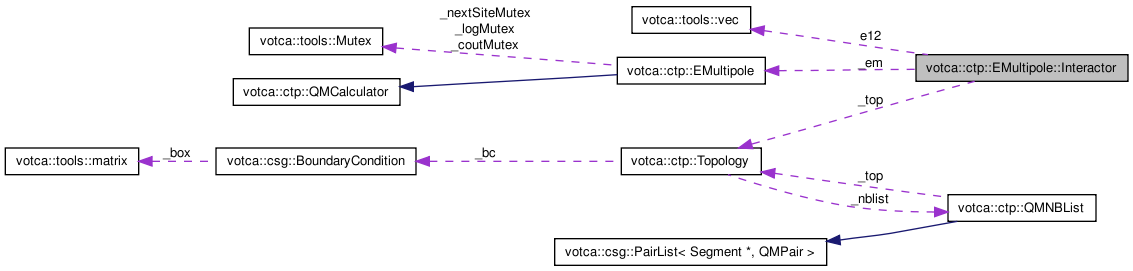 _nextSiteMutex
_logMutex
_coutMutex
votca::tools::Mutex
votca::tools::vec
e12
votca::ctp::EMultipole
_em
votca::ctp::EMultipole::Interactor
votca::ctp::QMCalculator
_top
votca::tools::matrix
_box
votca::csg::BoundaryCondition
_bc
votca::ctp::Topology
_top
_nblist
votca::ctp::QMNBList
votca::csg::PairList< Segment *, QMPair >